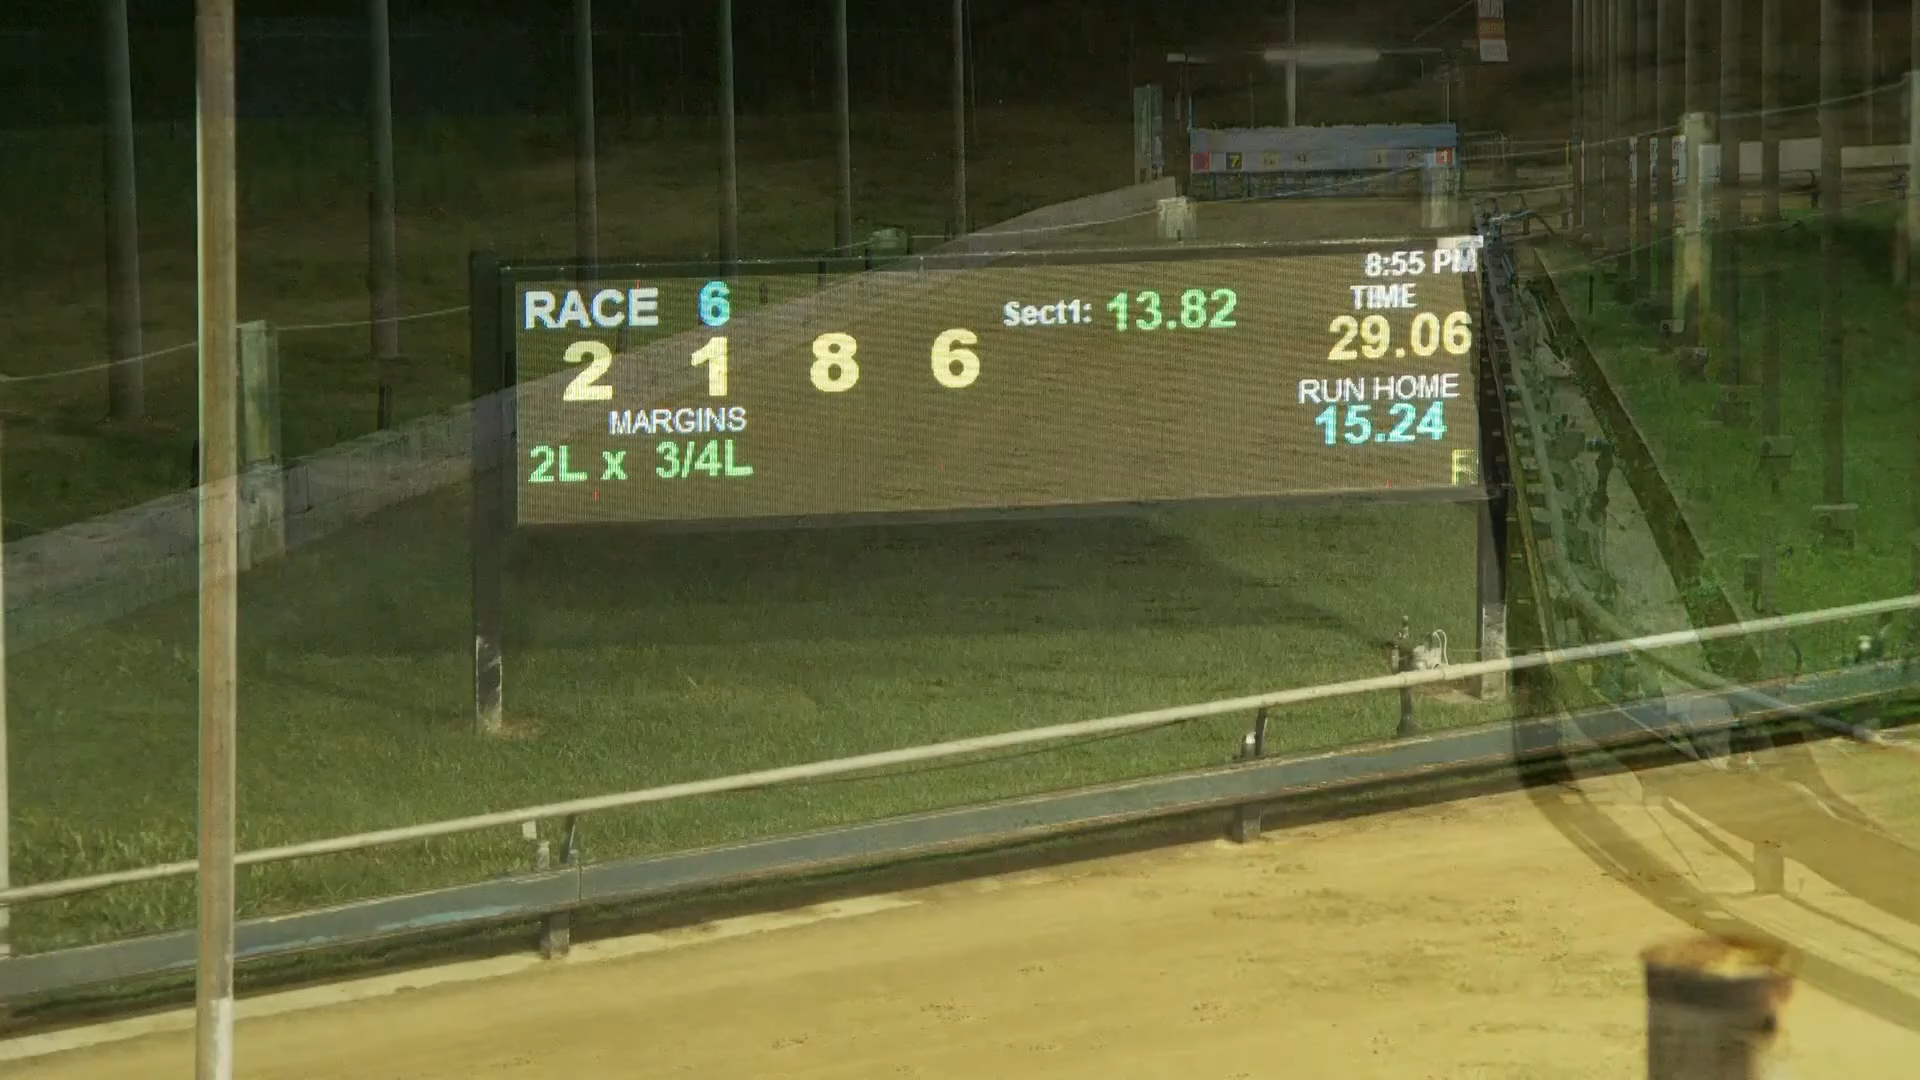 8:55 PM
RACE 6 Sect1: 13.82 TIME
2 1 8 6 29.06
MARGINS RUN HOME
2L x 3/4L 15.24